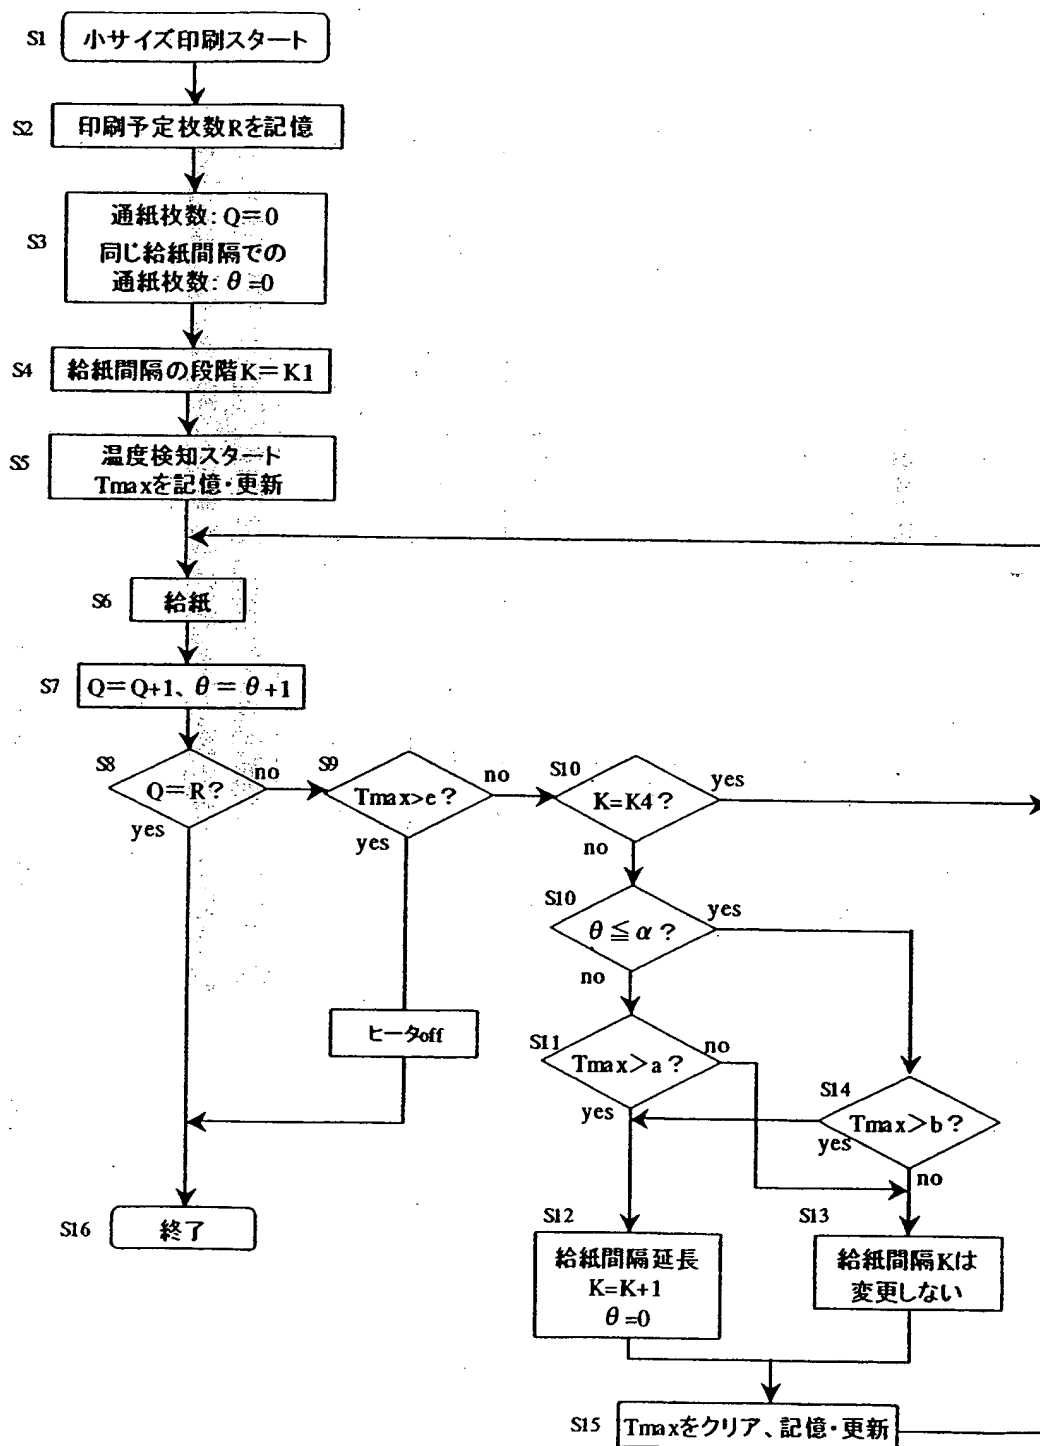 S1 小サイズ印刷スタート
S2 印刷予定枚数Rを記憶
S3 通紙枚数：Q＝0
同じ給紙間隔での
通紙枚数：θ=0
S4 給紙間隔の段階K＝K1
S5 温度検知スタート
Tmaxを記憶・更新
S6 給紙
S7 Q＝Q+1、θ＝θ+1
S8 Q＝R？
no
yes
S9 Tmax>e？
no
yes
ヒータoff
S10 K=K4？
yes
no
S10 θ≦α？
yes
no
S11 Tmax＞a？
no
yes
S14 Tmax＞b？
yes
no
S12 給紙間隔延長
K=K+1
θ=0
S13 給紙間隔Kは
変更しない
S15 Tmaxをクリア、記憶・更新
S16 終了